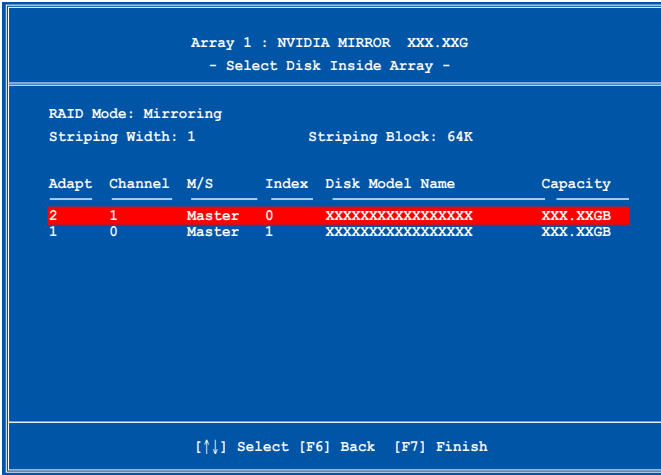 Array 1 : NVIDIA MIRROR XXX.XXG
- Select Disk Inside Array -
RAID Mode: Mirroring
Striping Width: 1 Striping Block: 64K
Adapt Channel M/S Index Disk Model Name Capacity
2 1 Master 0 XXXXXXXXXXXXXXXXX XXX.XXGB
1 0 Master 1 XXXXXXXXXXXXXXXXX XXX.XXGB
[↑↓] Select [F6] Back [F7] Finish